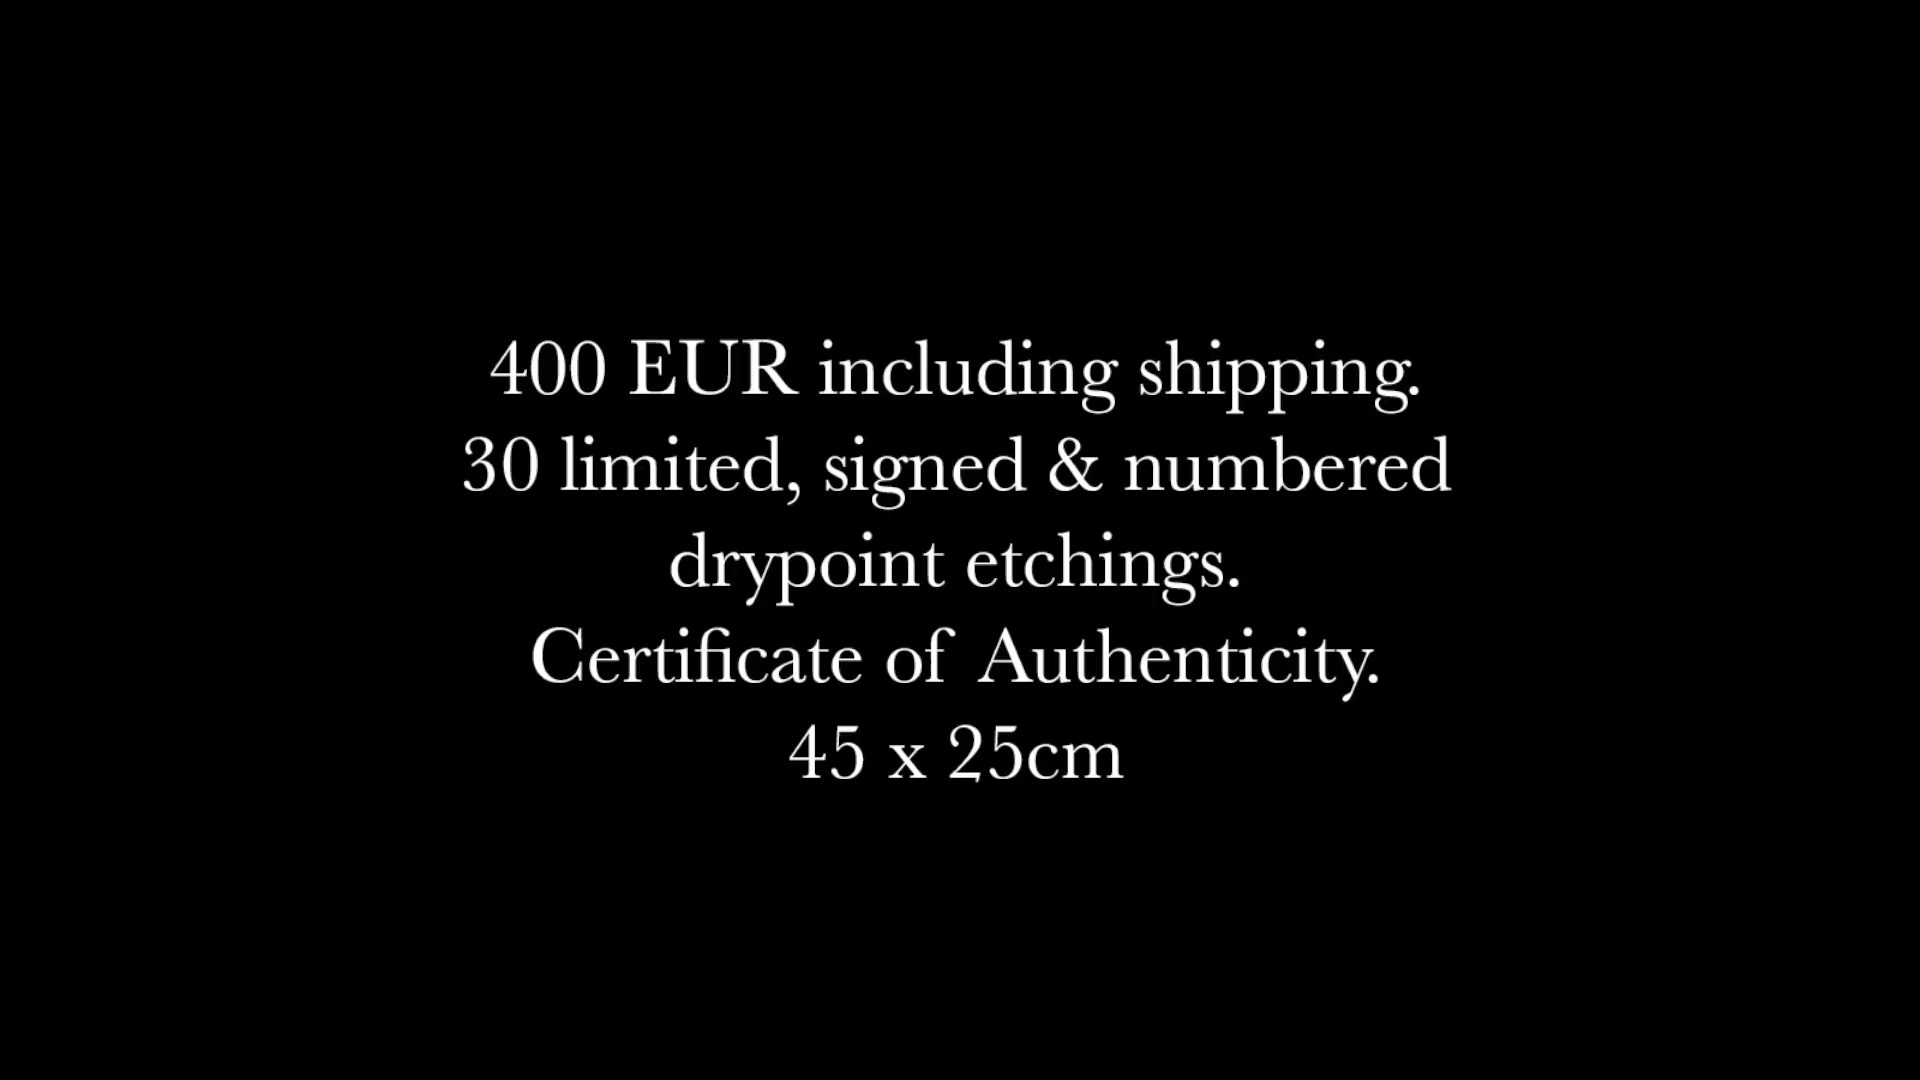 400 EUR including shipping.
30 limited, signed & numbered
drypoint etchings.
Certificate of Authenticity.
45 x 25cm